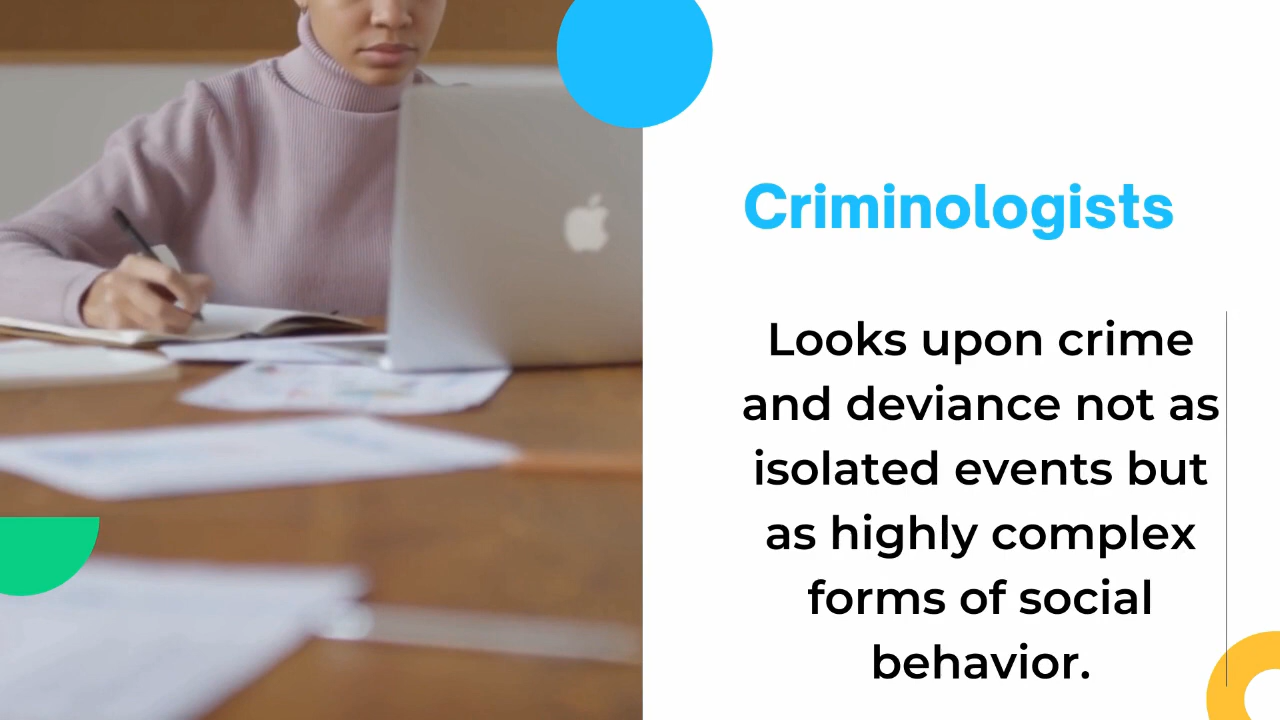 Criminologists
Looks upon crime
and deviance not as
isolated events but
as highly complex
forms of social
behavior.